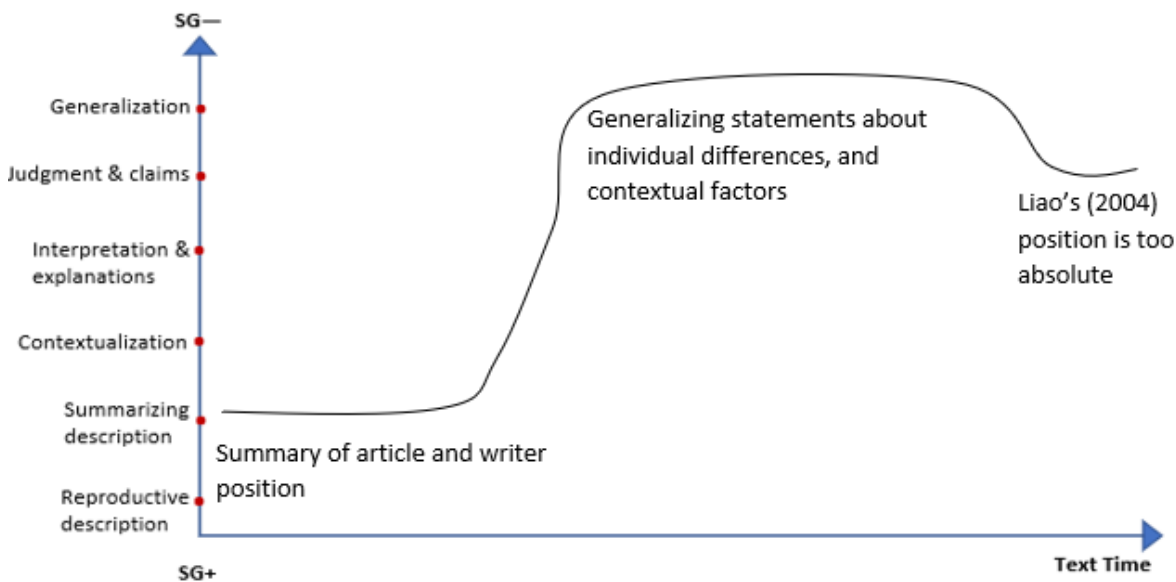 SG—
Generalization
Judgment & claims
Interpretation &
explanations
Contextualization
Summarizing
description
Reproductive
description
SG+
Generalizing statements about
individual differences, and
contextual factors
Liao’s (2004)
position is too
absolute
Summary of article and writer
position
Text Time